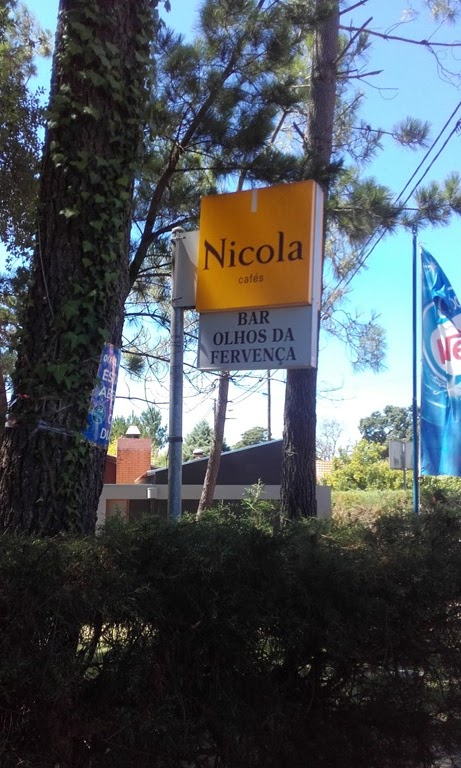 Nicola
cafés
BAR
OLHOS DA
FERVENÇA